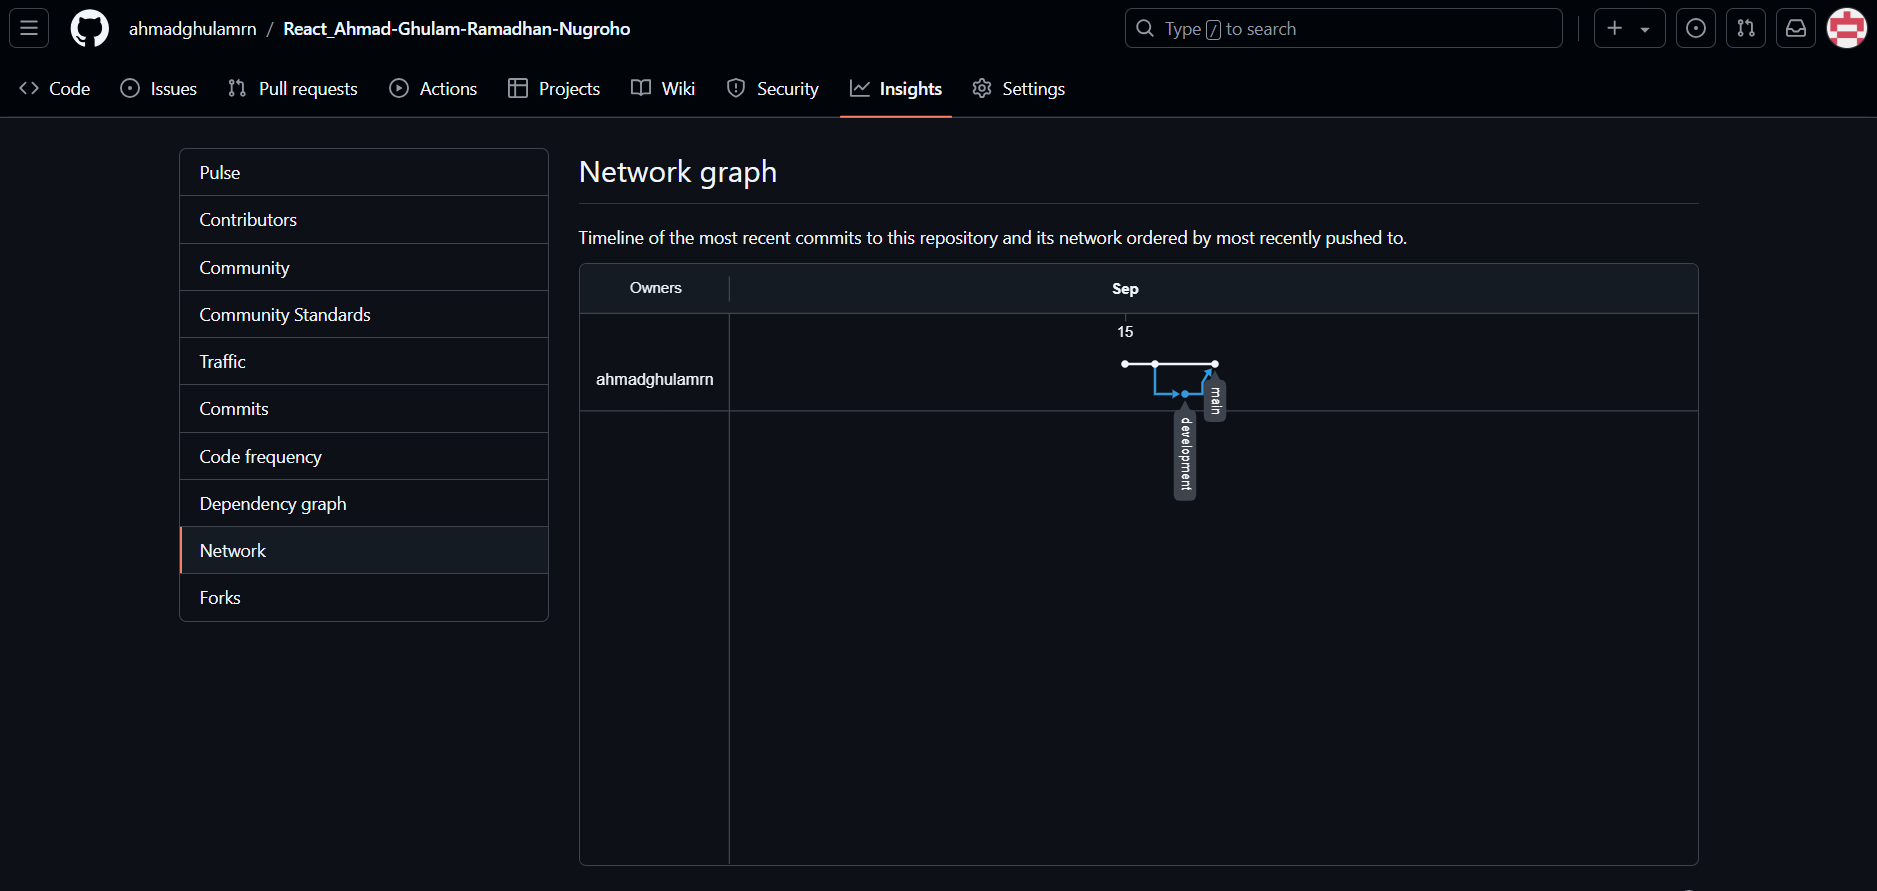 ahmadghulamrn / React_Ahmad-Ghulam-Ramadhan-Nugroho
Type / to search
Code
Issues
Pull requests
Actions
Projects
Wiki
Security
Insights
Settings
Pulse
Contributors
Community
Community Standards
Traffic
Commits
Code frequency
Dependency graph
Network
Forks
Network graph
Timeline of the most recent commits to this repository and its network ordered by most recently pushed to.
Owners
Sep
15
ahmadghulamrn
main
development